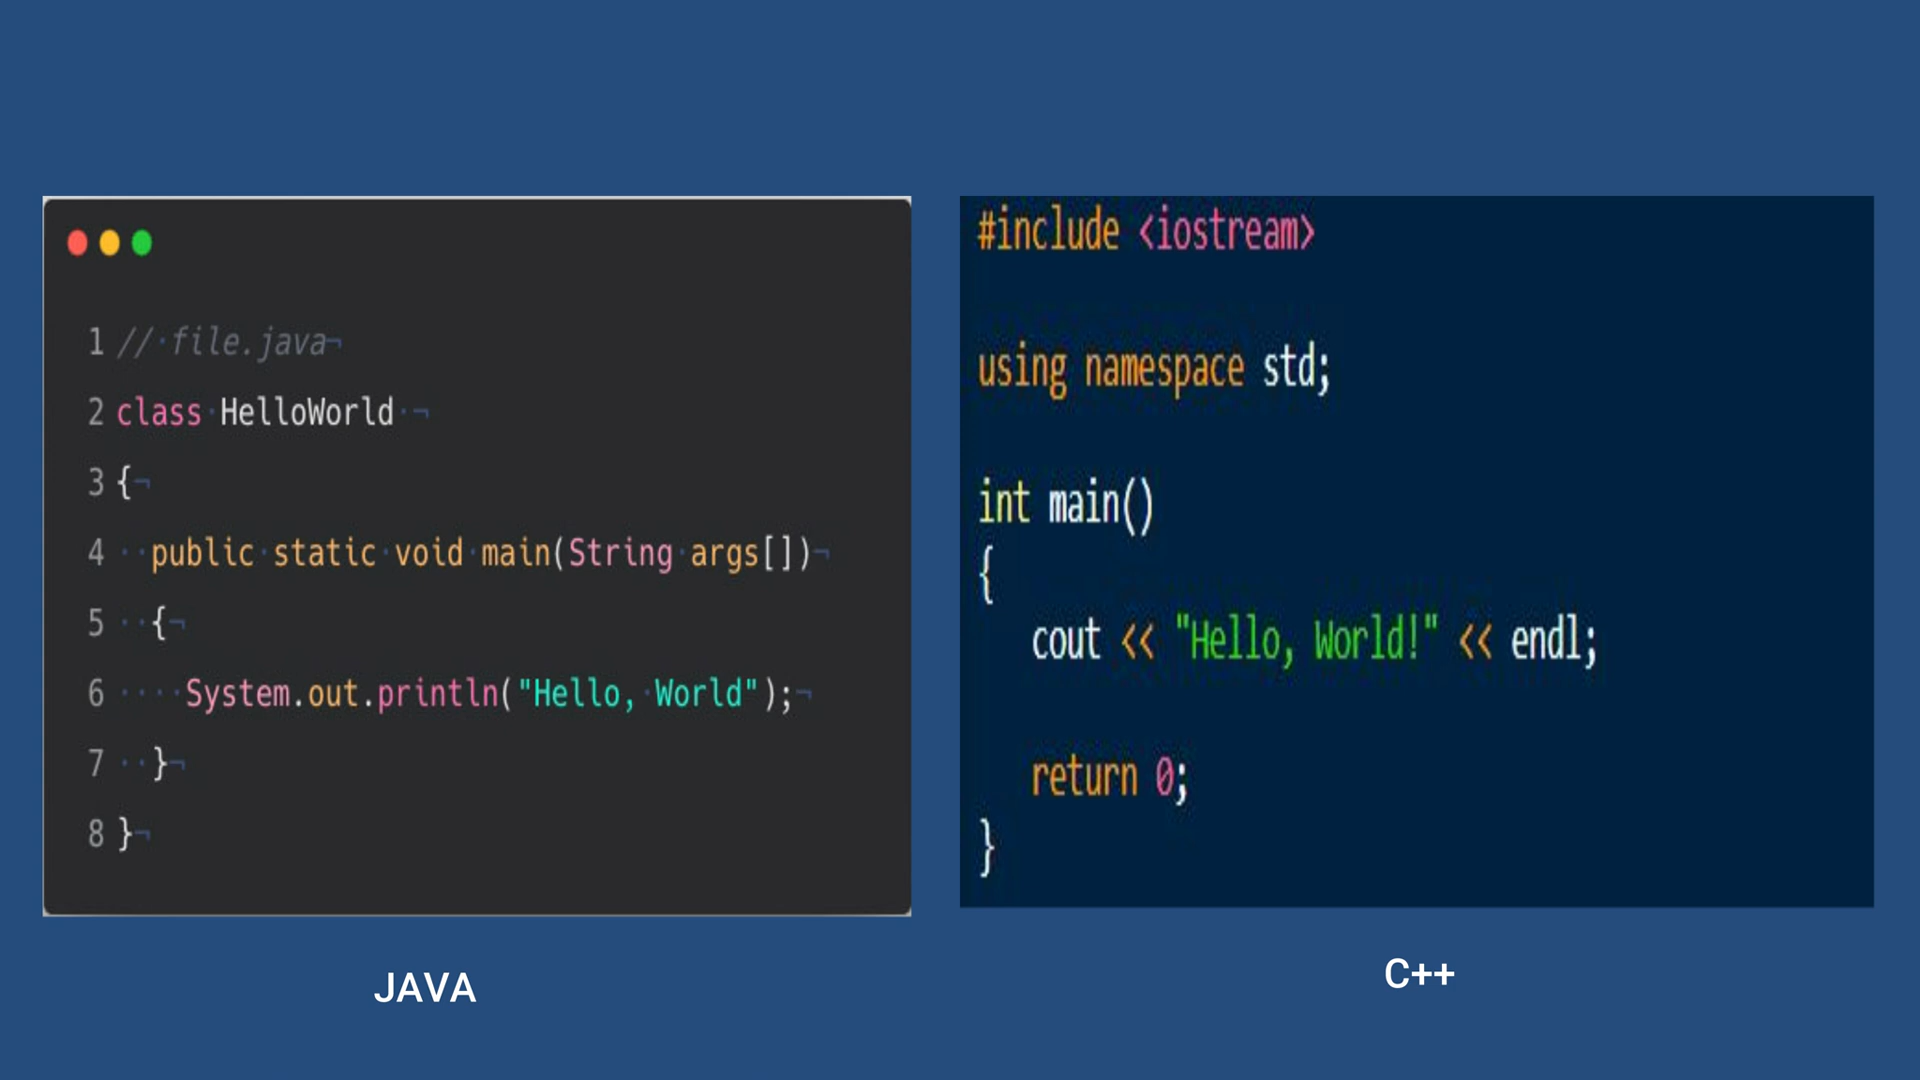 1 // file.java
2 class HelloWorld
3 {
4 public static void main(String args[])
5 {
6 System.out.println("Hello, World");
7 }
8 }
JAVA
#include <iostream>
using namespace std;
int main()
{
cout << "Hello, World!" << endl;
return 0;
}
C++